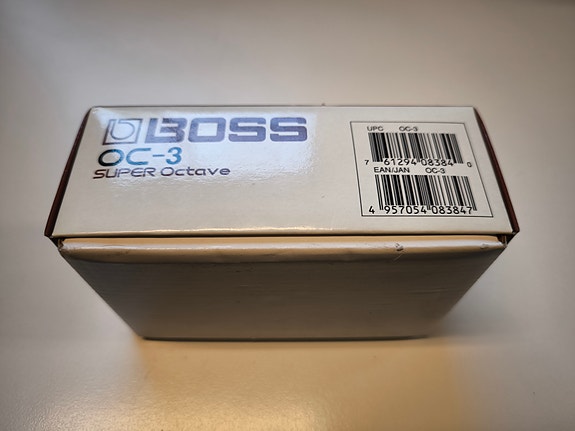 BOSS
OC-3
SUPER Octave
UPC OC-3
7 61294 08384 0
EAN/JAN OC-3
4 957054 083847